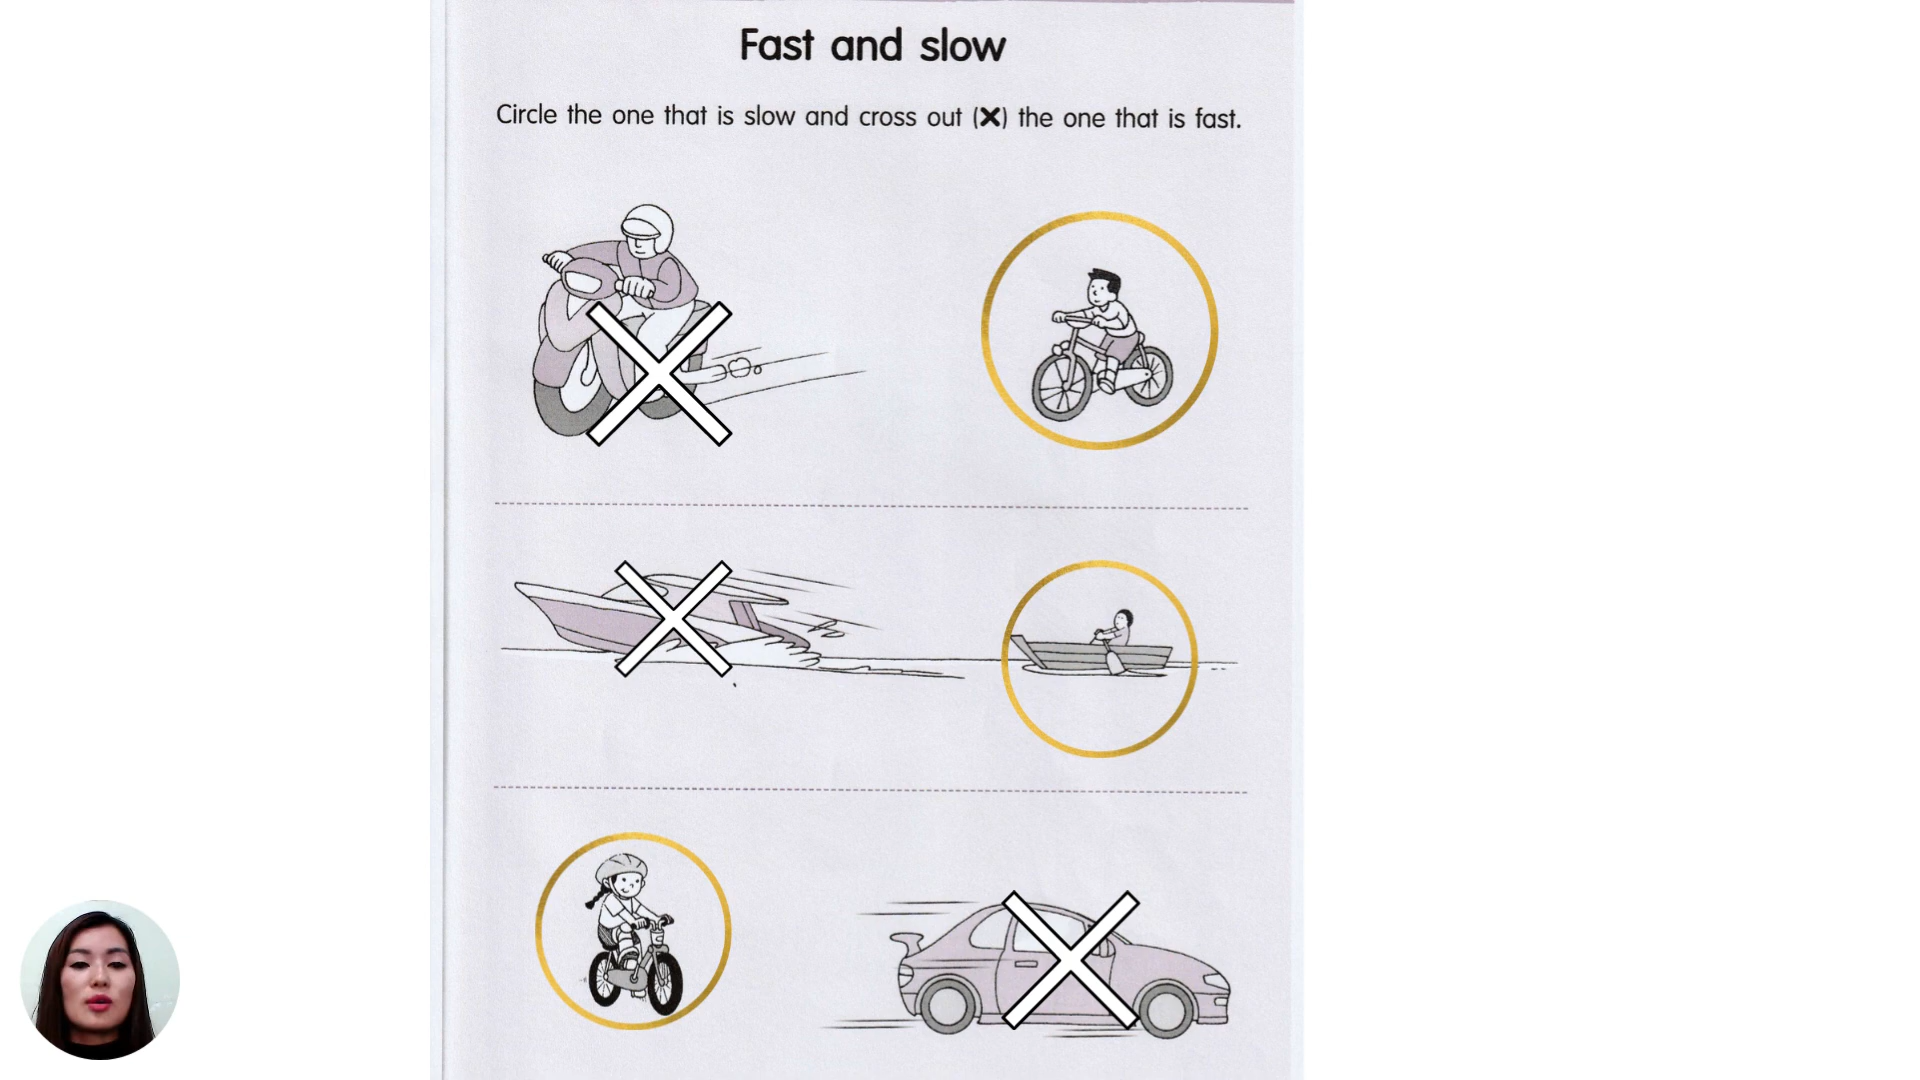 Fast and slow
Circle the one that is slow and cross out (✕) the one that is fast.